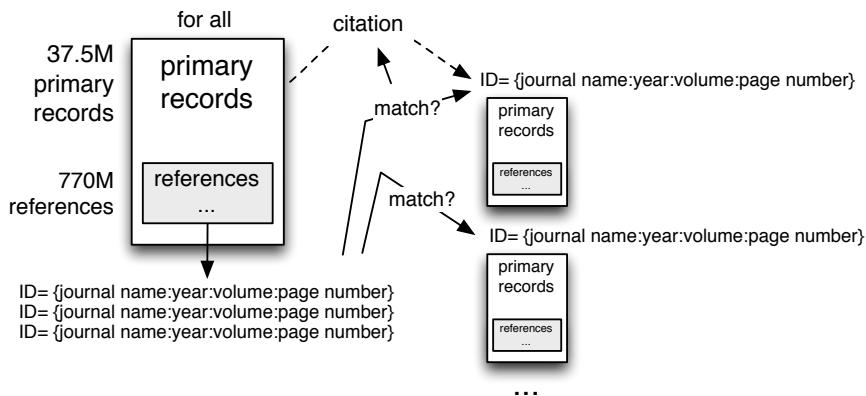 for all
37.5M
primary
records
primary
records
770M
references
references
...
ID= {journal name:year:volume:page number}
ID= {journal name:year:volume:page number}
ID= {journal name:year:volume:page number}
citation
match?
match?
ID= {journal name:year:volume:page number}
primary
records
references
...
ID= {journal name:year:volume:page number}
primary
records
references
...
...